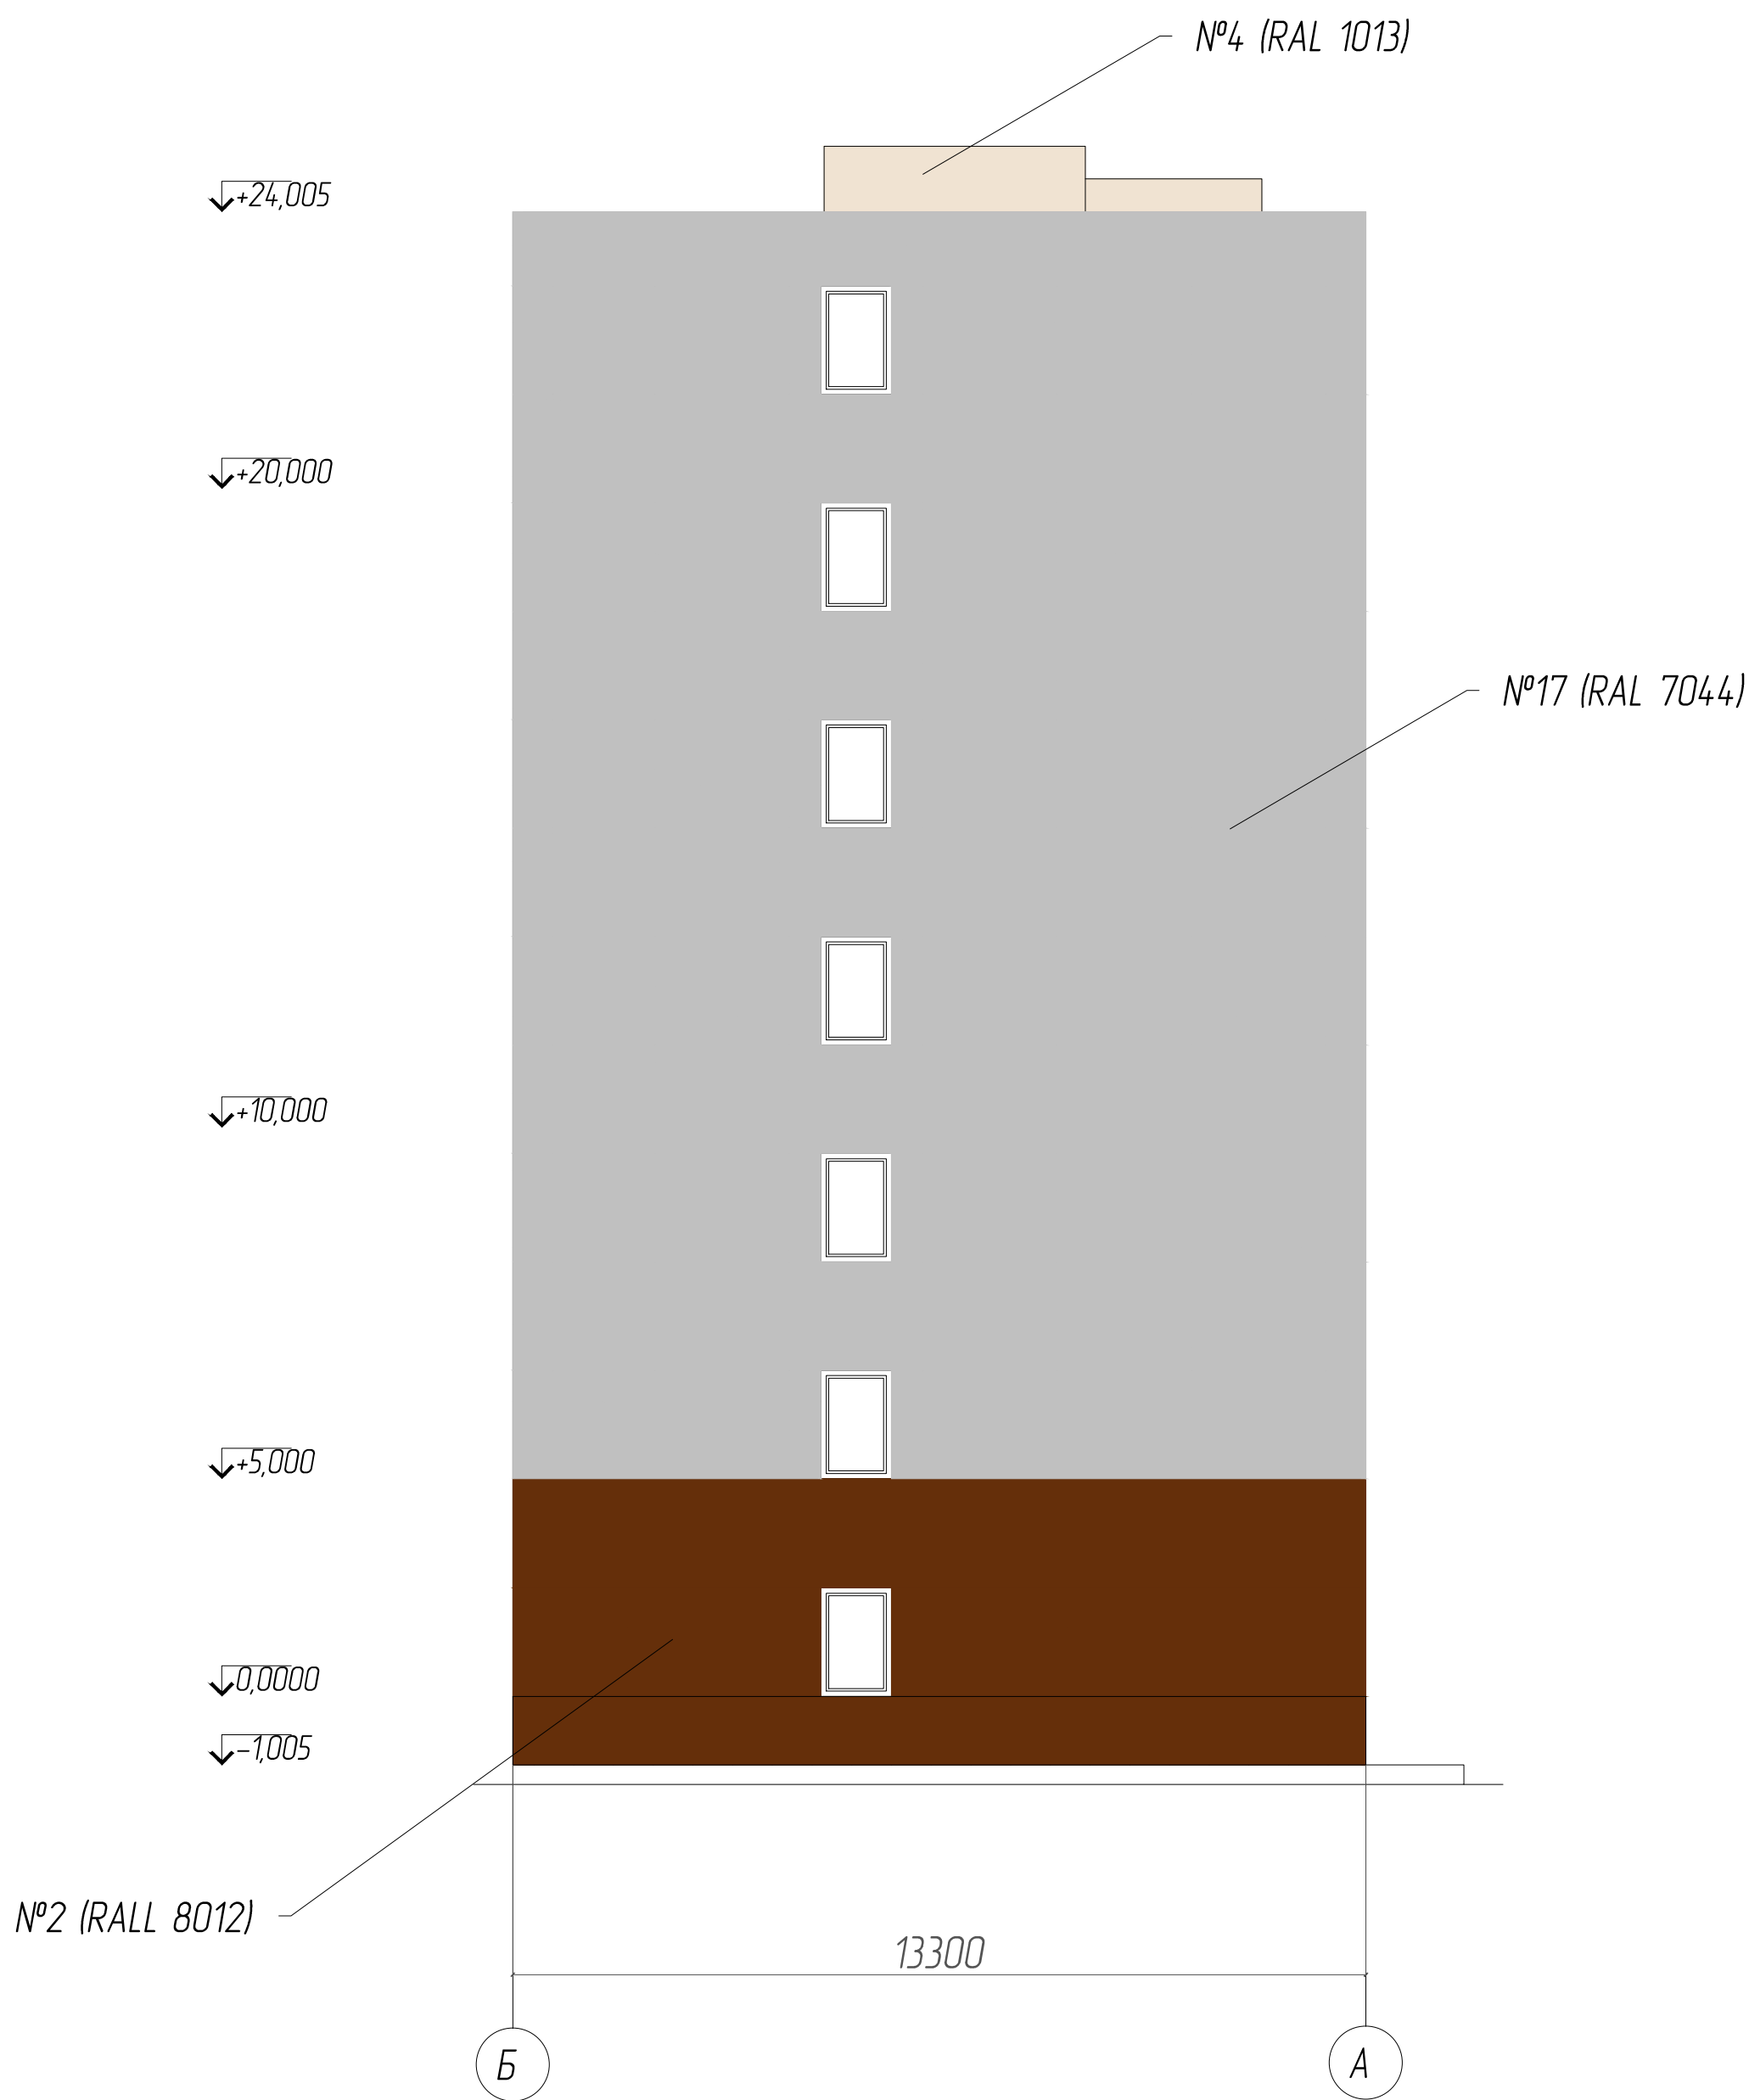 №4 (RAL 1013)
+24,005
+20,000
№17 (RAL 7044)
+10,000
+5,000
0,0000
-1,005
№2 (RALL 8012)
13300
Б
А